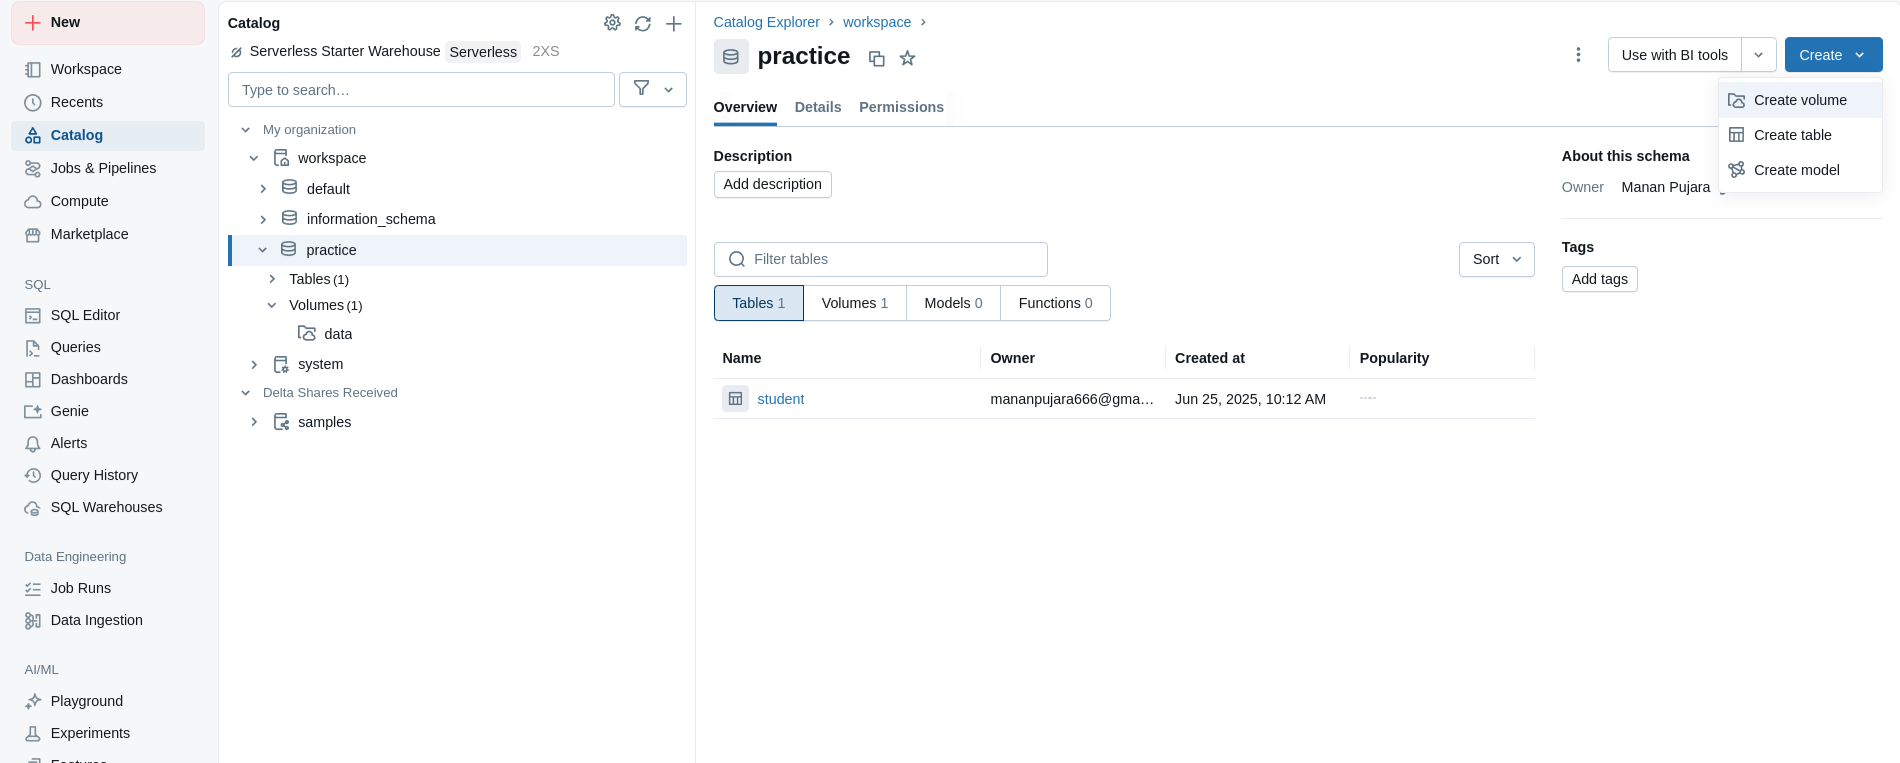 New
Workspace
Recents
Catalog
Jobs & Pipelines
Compute
Marketplace
SQL
SQL Editor
Queries
Dashboards
Genie
Alerts
Query History
SQL Warehouses
Data Engineering
Job Runs
Data Ingestion
AI/ML
Playground
Experiments
Features
Catalog
Serverless Starter Warehouse Serverless 2XS
Type to search…
My organization
workspace
default
information_schema
practice
Tables (1)
Volumes (1)
data
system
Delta Shares Received
samples
Catalog Explorer › workspace ›
practice
Use with BI tools
Create
Create volume
Create table
Create model
Overview Details Permissions
Description
Add description
Filter tables
Sort
Tables 1 Volumes 1 Models 0 Functions 0
Name Owner Created at Popularity
student mananpujara666@gma… Jun 25, 2025, 10:12 AM ----
About this schema
Owner Manan Pujara
Tags
Add tags